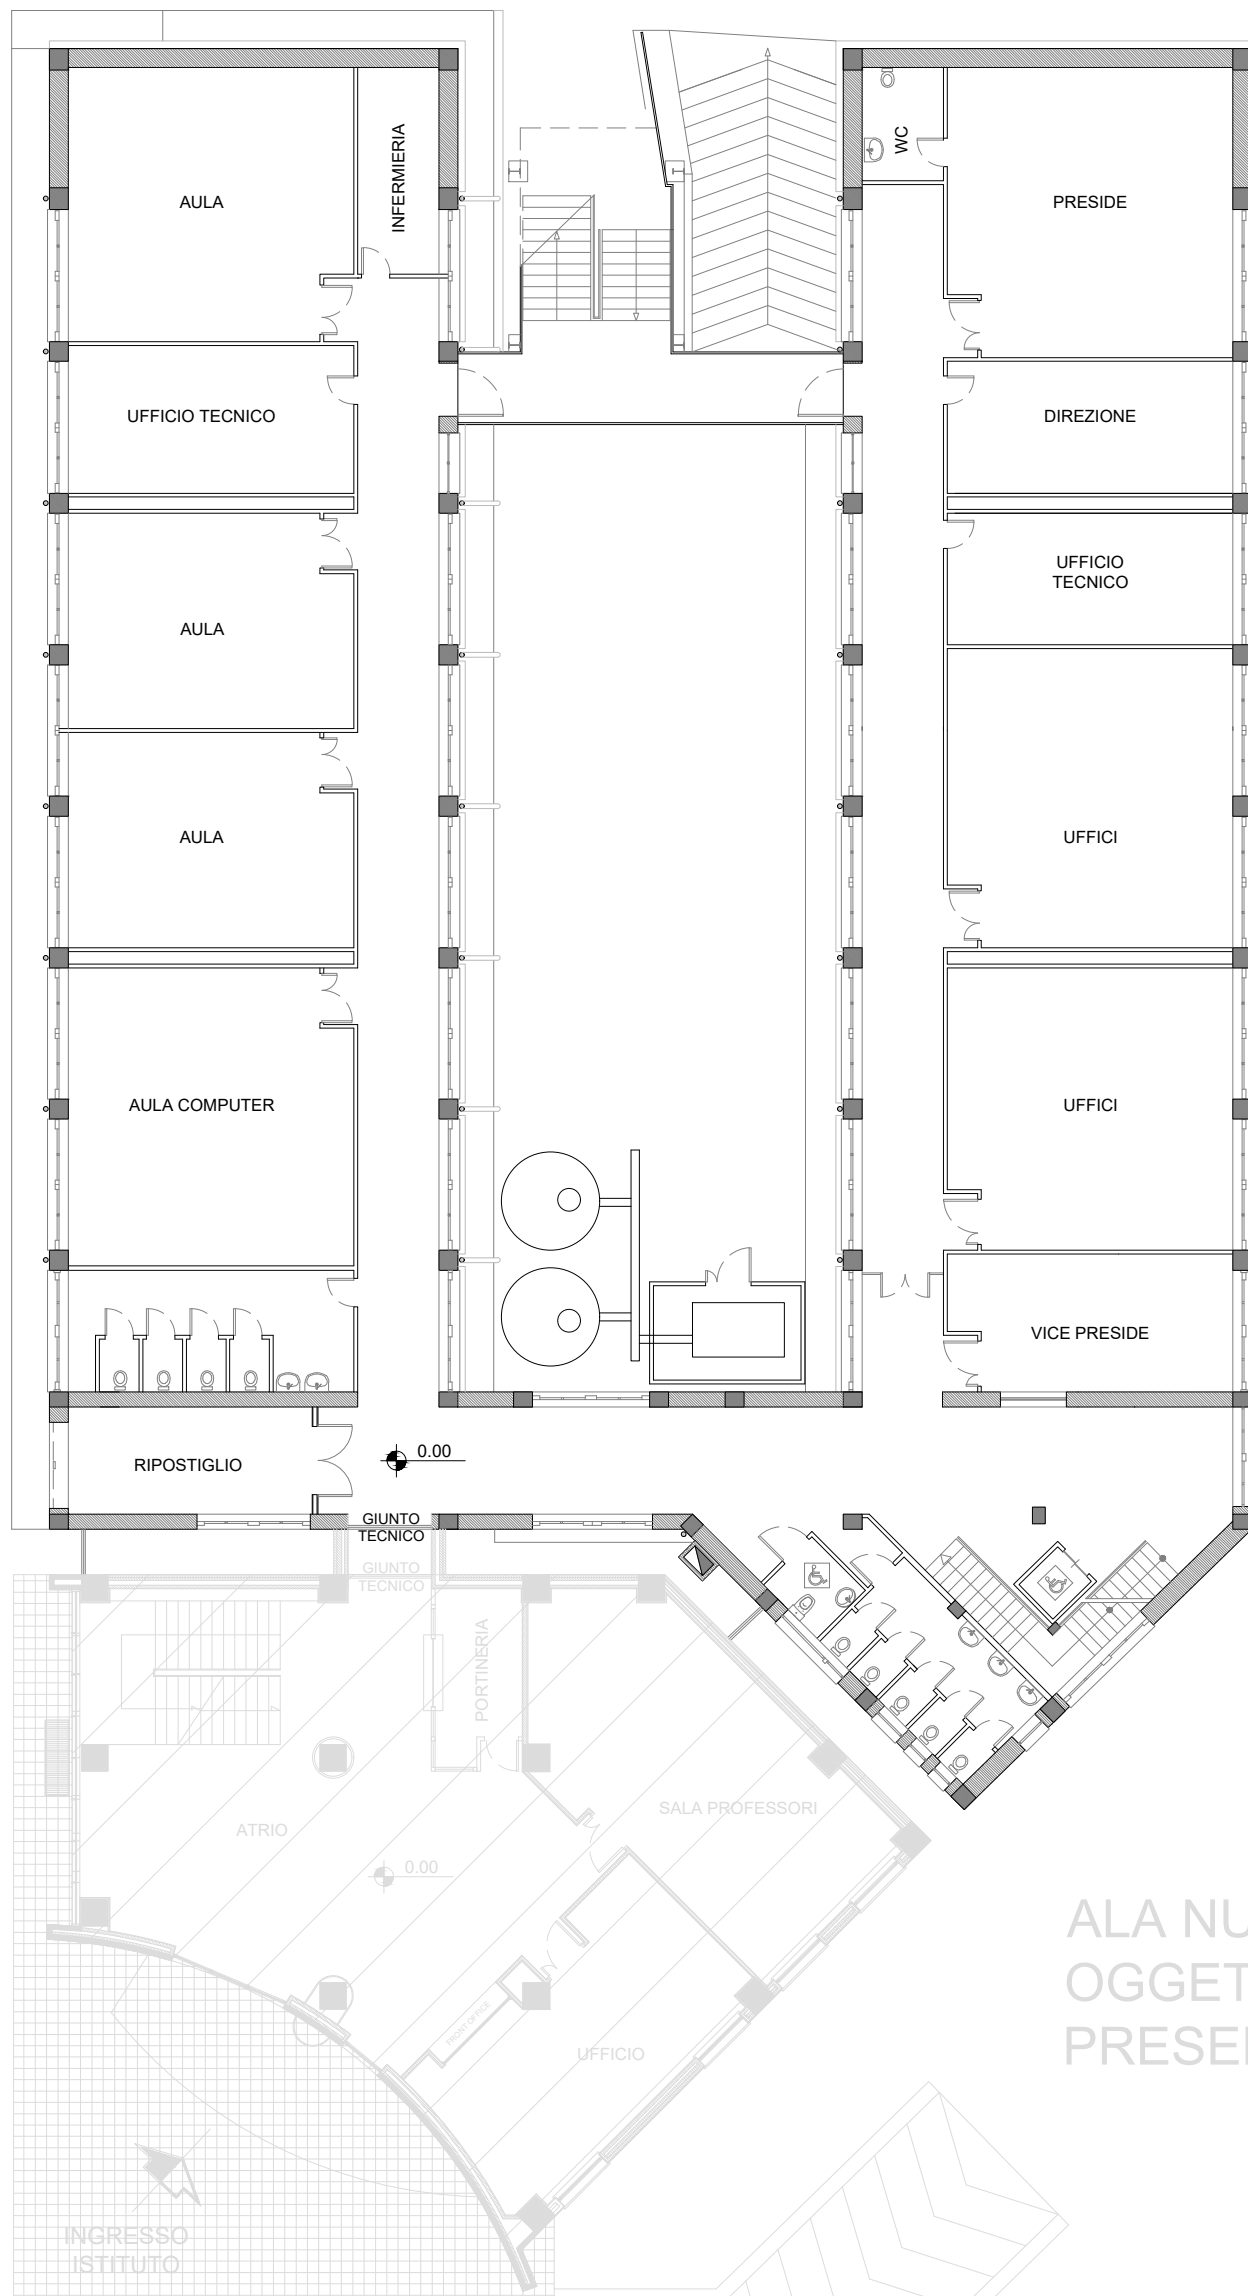 INFERMIERIA
WC
AULA
PRESIDE
UFFICIO TECNICO
DIREZIONE
UFFICIO
TECNICO
AULA
AULA
UFFICI
AULA COMPUTER
UFFICI
VICE PRESIDE
RIPOSTIGLIO
0.00
GIUNTO
TECNICO
GIUNTO
TECNICO
PORTINERIA
SALA PROFESSORI
ATRIO
0.00
ALA NU
OGGET
PRESE
FRONT OFFICE
UFFICIO
INGRESSO
ISTITUTO